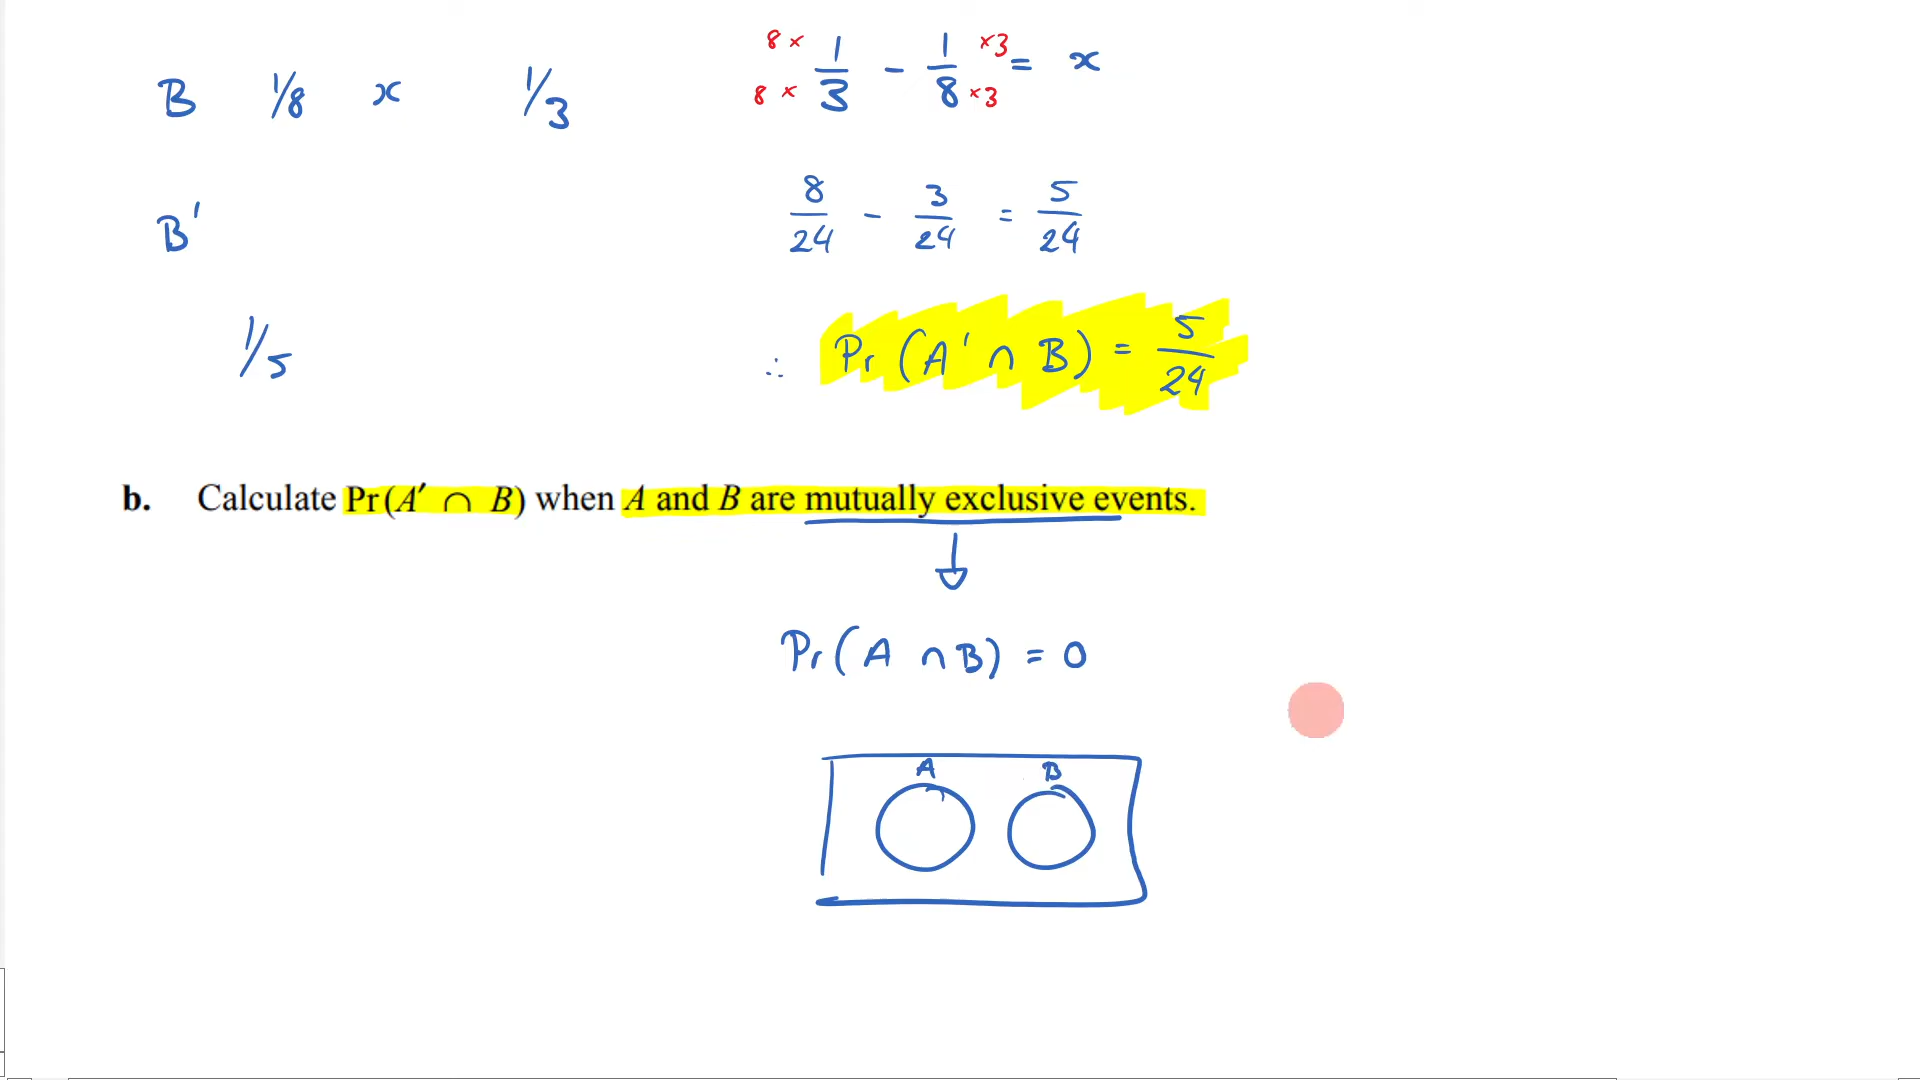 8 × 1/3 × 8 - 1/8 ×3 ×3 = x
B 1/8 x 1/3
8/24 - 3/24 = 5/24
B'
∴ Pr (A' ∩ B) = 5/24
1/5
b. Calculate Pr(A′ ∩ B) when A and B are mutually exclusive events.
Pr(A ∩ B) = 0
A B